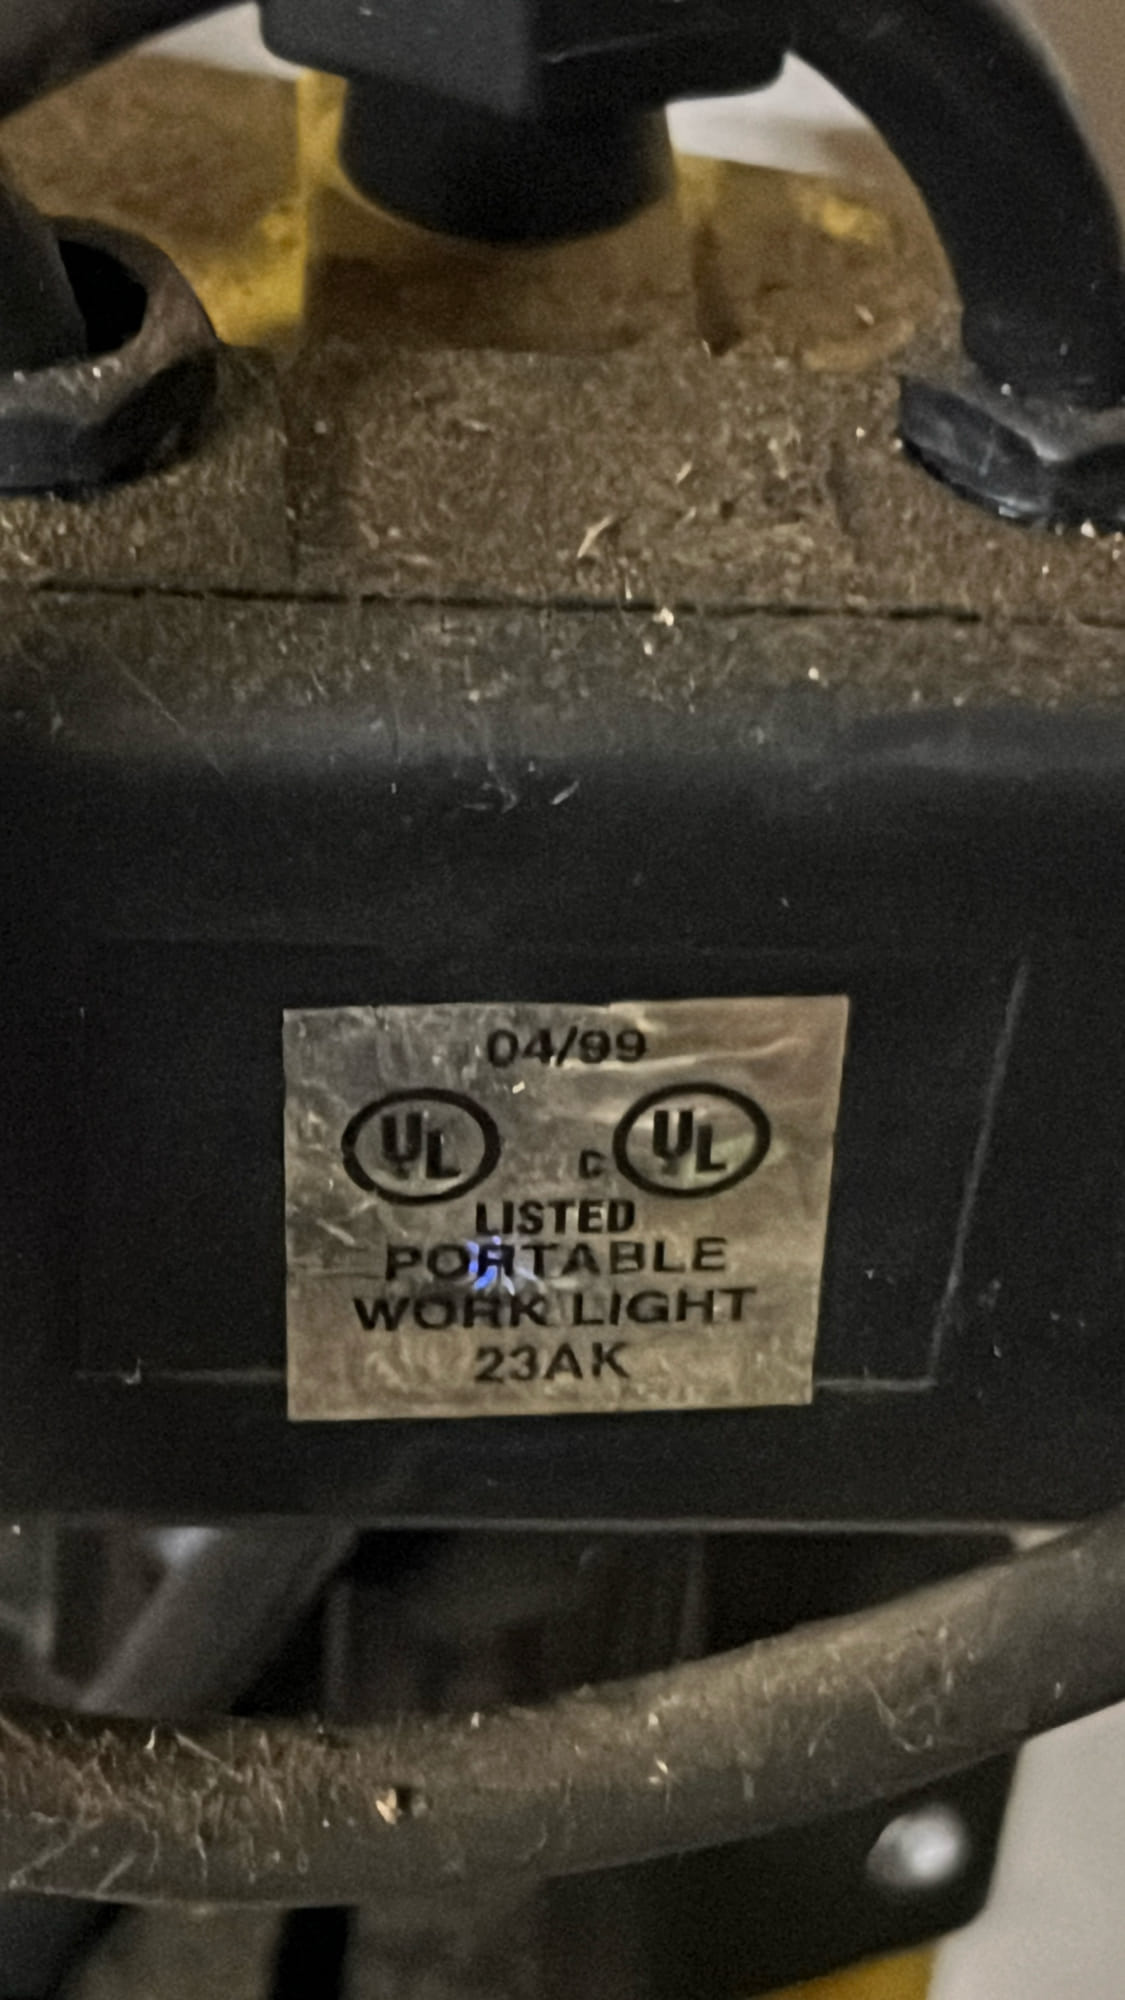 04/99
UL C UL
LISTED
PORTABLE
WORK LIGHT
23AK